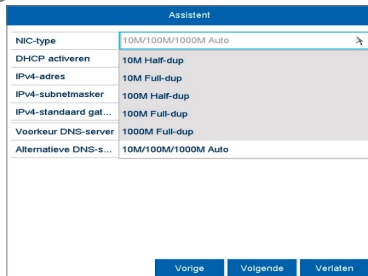 Assistent
NIC-type 10M/100M/1000M Auto
DHCP activeren 10M Half-dup
IPv4-adres 10M Full-dup
IPv4-subnetmasker 100M Half-dup
IPv4-standaard gat... 100M Full-dup
Voorkeur DNS-server 1000M Full-dup
Alternatieve DNS-s... 10M/100M/1000M Auto
Vorige Volgende Verlaten